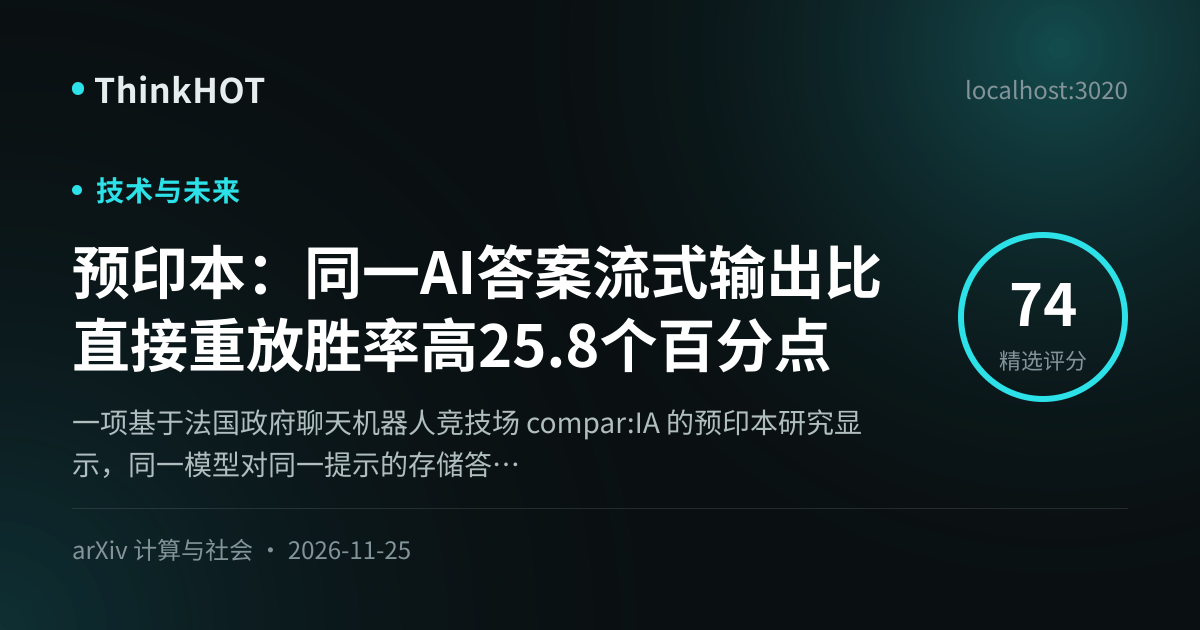 ThinkHOT
localhost:3020
技术与未来
预印本：同一AI答案流式输出比
直接重放胜率高25.8个百分点
74
精选评分
一项基于法国政府聊天机器人竞技场 compar:IA 的预印本研究显
示，同一模型对同一提示的存储答…
arXiv 计算与社会 · 2026-11-25